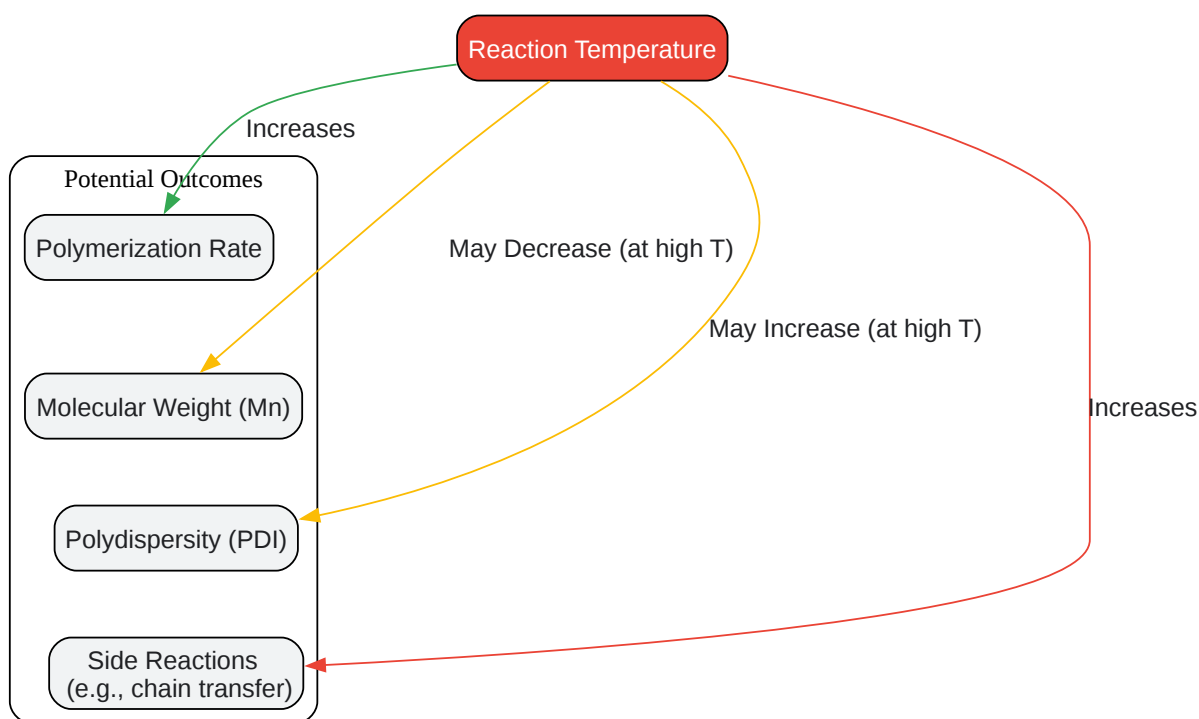 Reaction Temperature
Increases
Potential Outcomes
Polymerization Rate
May Decrease (at high T)
May Increase (at high T)
Molecular Weight (Mn)
Increases
Polydispersity (PDI)
Side Reactions
(e.g., chain transfer)